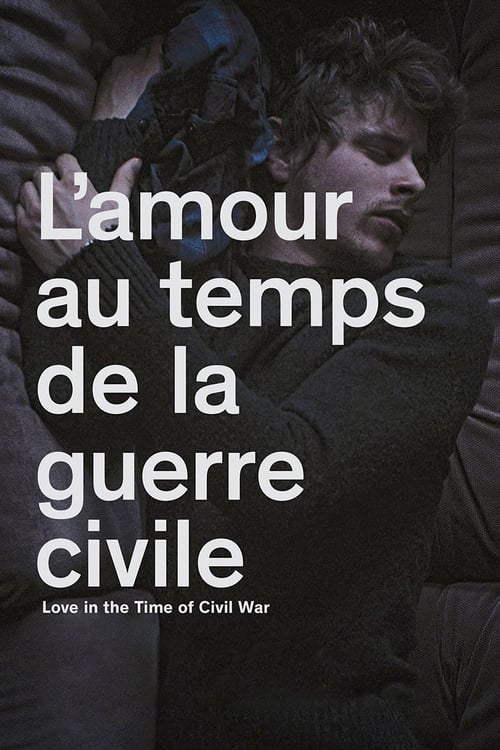 L’amour
au temps
de la
guerre
civile
Love in the Time of Civil War